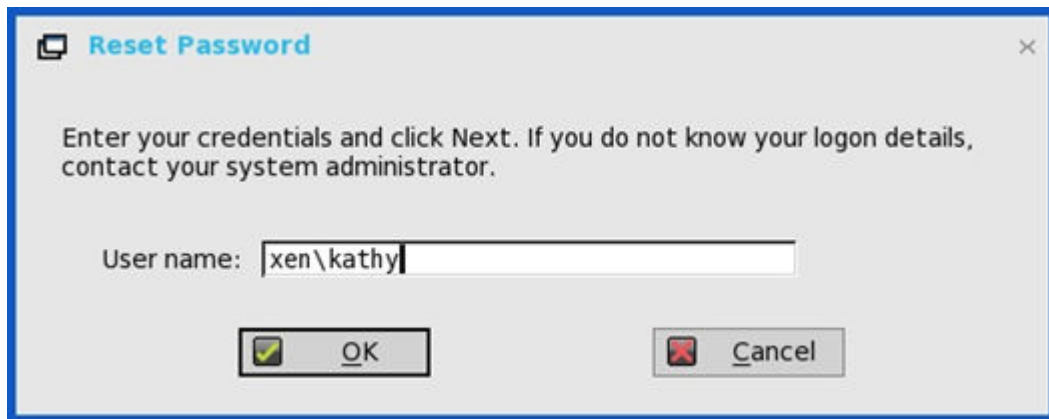 Reset Password
Enter your credentials and click Next. If you do not know your logon details,
contact your system administrator.
User name: xen\kathy
OK Cancel